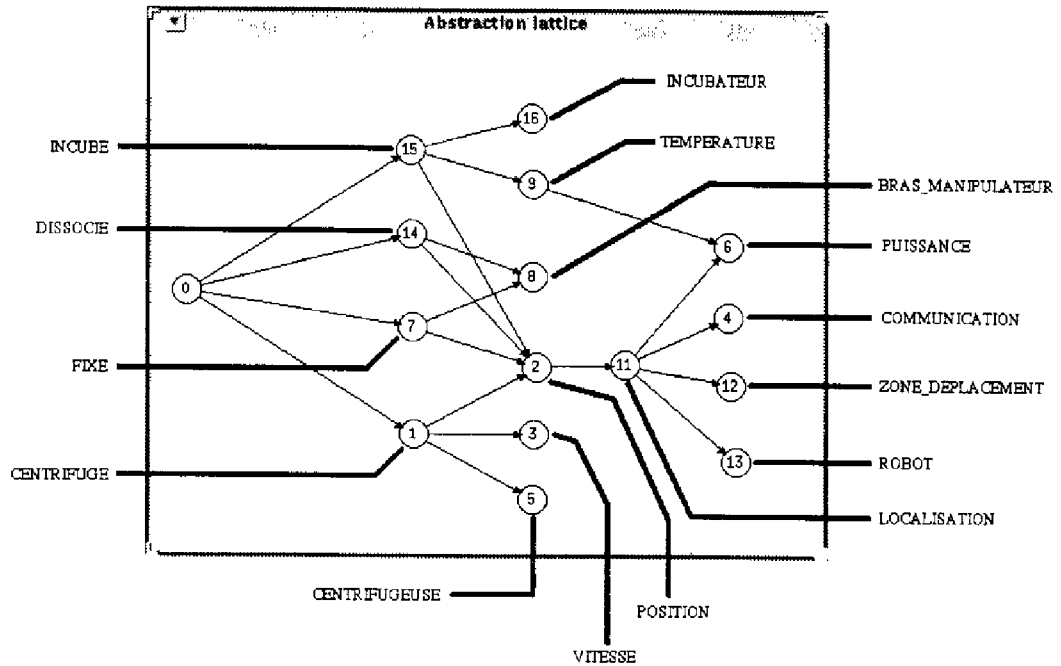 Abstraction lattice
INCUBATEUR
16
INCUBE
15
TEMPERATURE
9
BRAS_MANIPULATEUR
DISSOCIE
14
6
PUISSANCE
8
0
7
4
COMMUNICATION
FIXE
2
11
12
ZONE_DEPLACEMENT
1
3
13
ROBOT
CENTRIFUGE
5
LOCALISATION
CENTRIFUGEUSE
POSITION
VITESSE